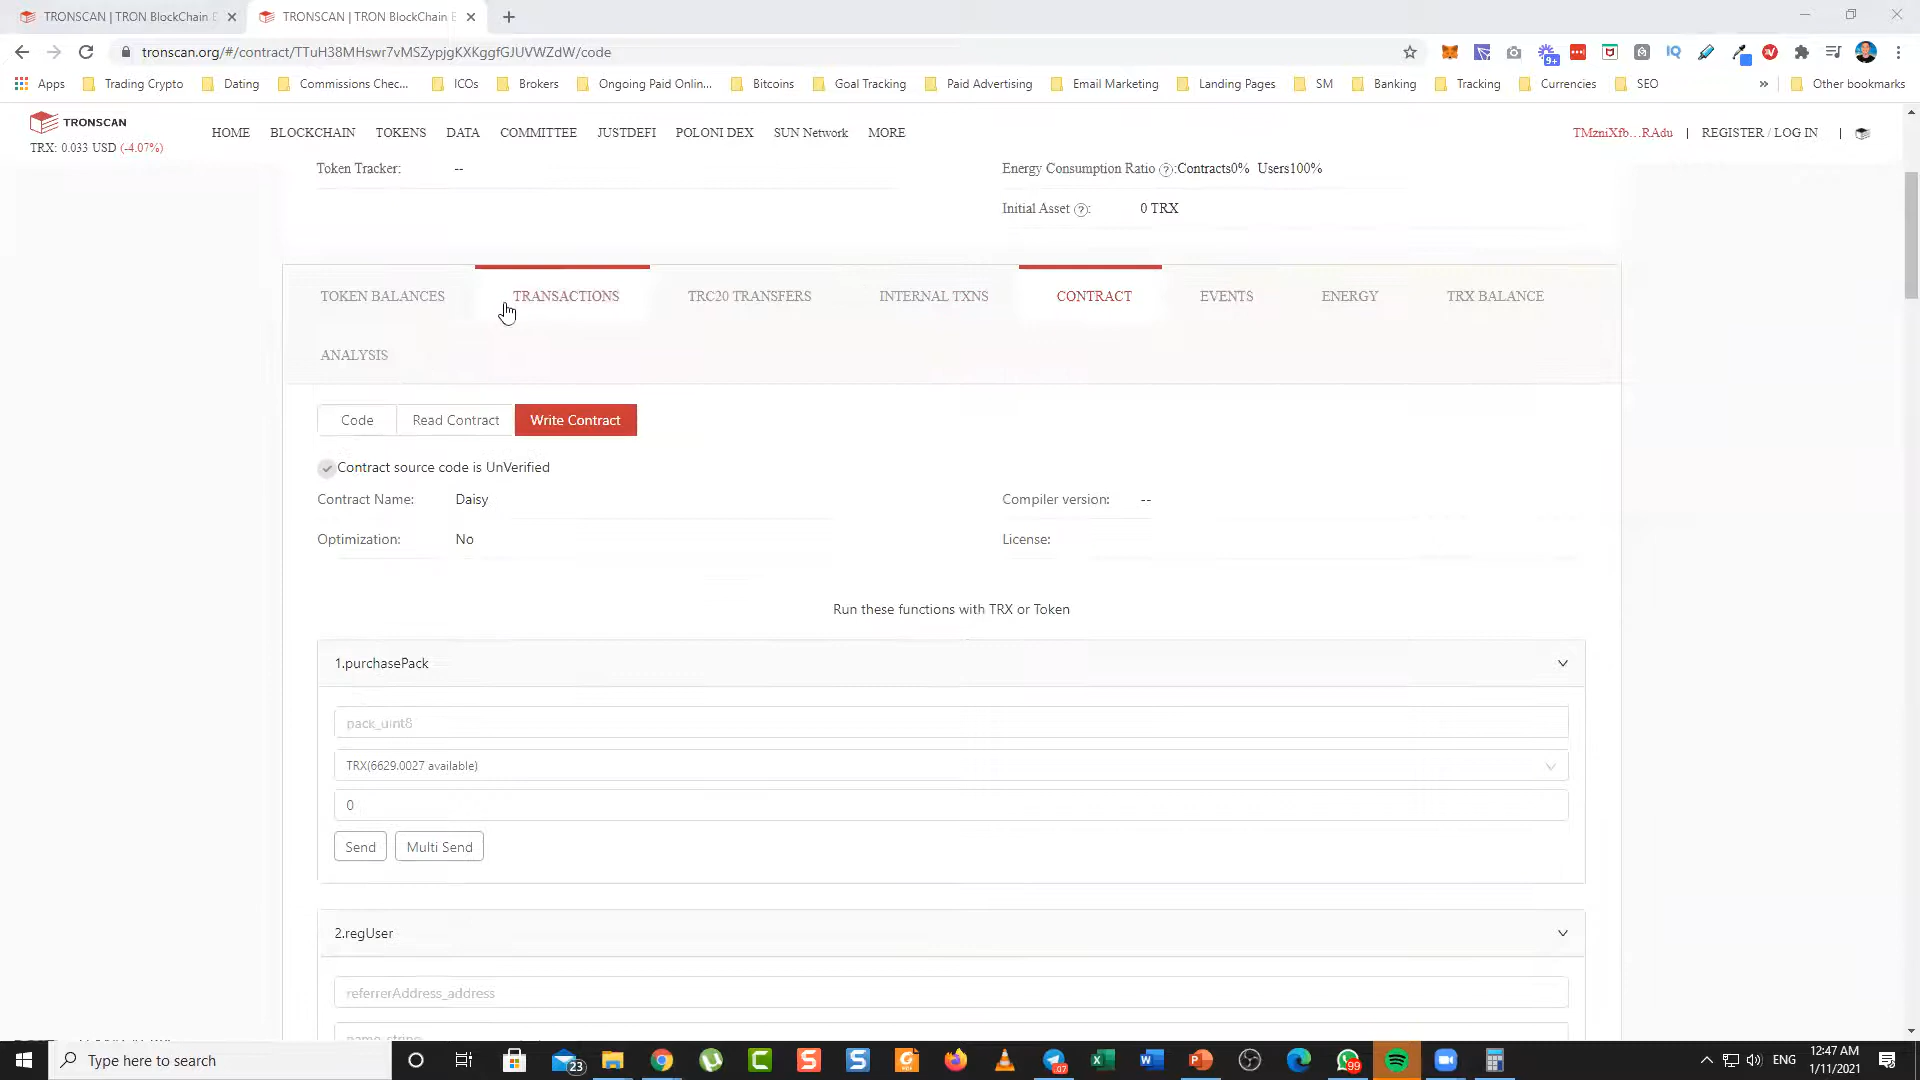 TRONSCAN | TRON BlockChain E
TRONSCAN | TRON BlockChain E
tronscan.org/#/contract/TTuH38MHswr7vMSZypjgKXKggfGJUVWZdW/code
9+
Apps
Trading Crypto
Dating
Commissions Chec...
ICOs
Brokers
Ongoing Paid Onlin...
Bitcoins
Goal Tracking
Paid Advertising
Email Marketing
Landing Pages
SM
Banking
Tracking
Currencies
SEO
»
Other bookmarks
TRONSCAN
TRX: 0.033 USD (-4.07%)
HOME
BLOCKCHAIN
TOKENS
DATA
COMMITTEE
JUSTDEFI
POLONI DEX
SUN Network
MORE
TMzniXfb...RAdu | REGISTER / LOG IN |
Token Tracker: --
Energy Consumption Ratio ?:Contracts0% Users100%
Initial Asset ?: 0 TRX
TOKEN BALANCES
TRANSACTIONS
TRC20 TRANSFERS
INTERNAL TXNS
CONTRACT
EVENTS
ENERGY
TRX BALANCE
ANALYSIS
Code
Read Contract
Write Contract
Contract source code is UnVerified
Contract Name: Daisy
Compiler version: --
Optimization: No
License:
Run these functions with TRX or Token
1.purchasePack
pack_uint8
TRX(6629.0027 available)
0
Send
Multi Send
2.regUser
referrerAddress_address
name_string
Type here to search
23
99
ENG
12:47 AM
1/11/2021